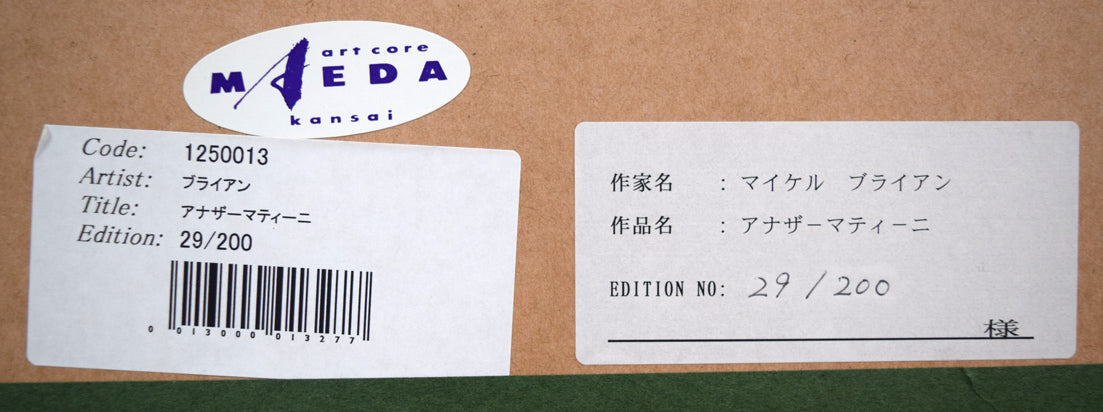 art core
MAEDA
kansai
Code: 1250013
Artist: ブライアン
Title: アナザーマティーニ
Edition: 29/200
0 013000 013277
作家名 : マイケル ブライアン
作品名 : アナザーマティーニ
EDITION NO: 29/200
様